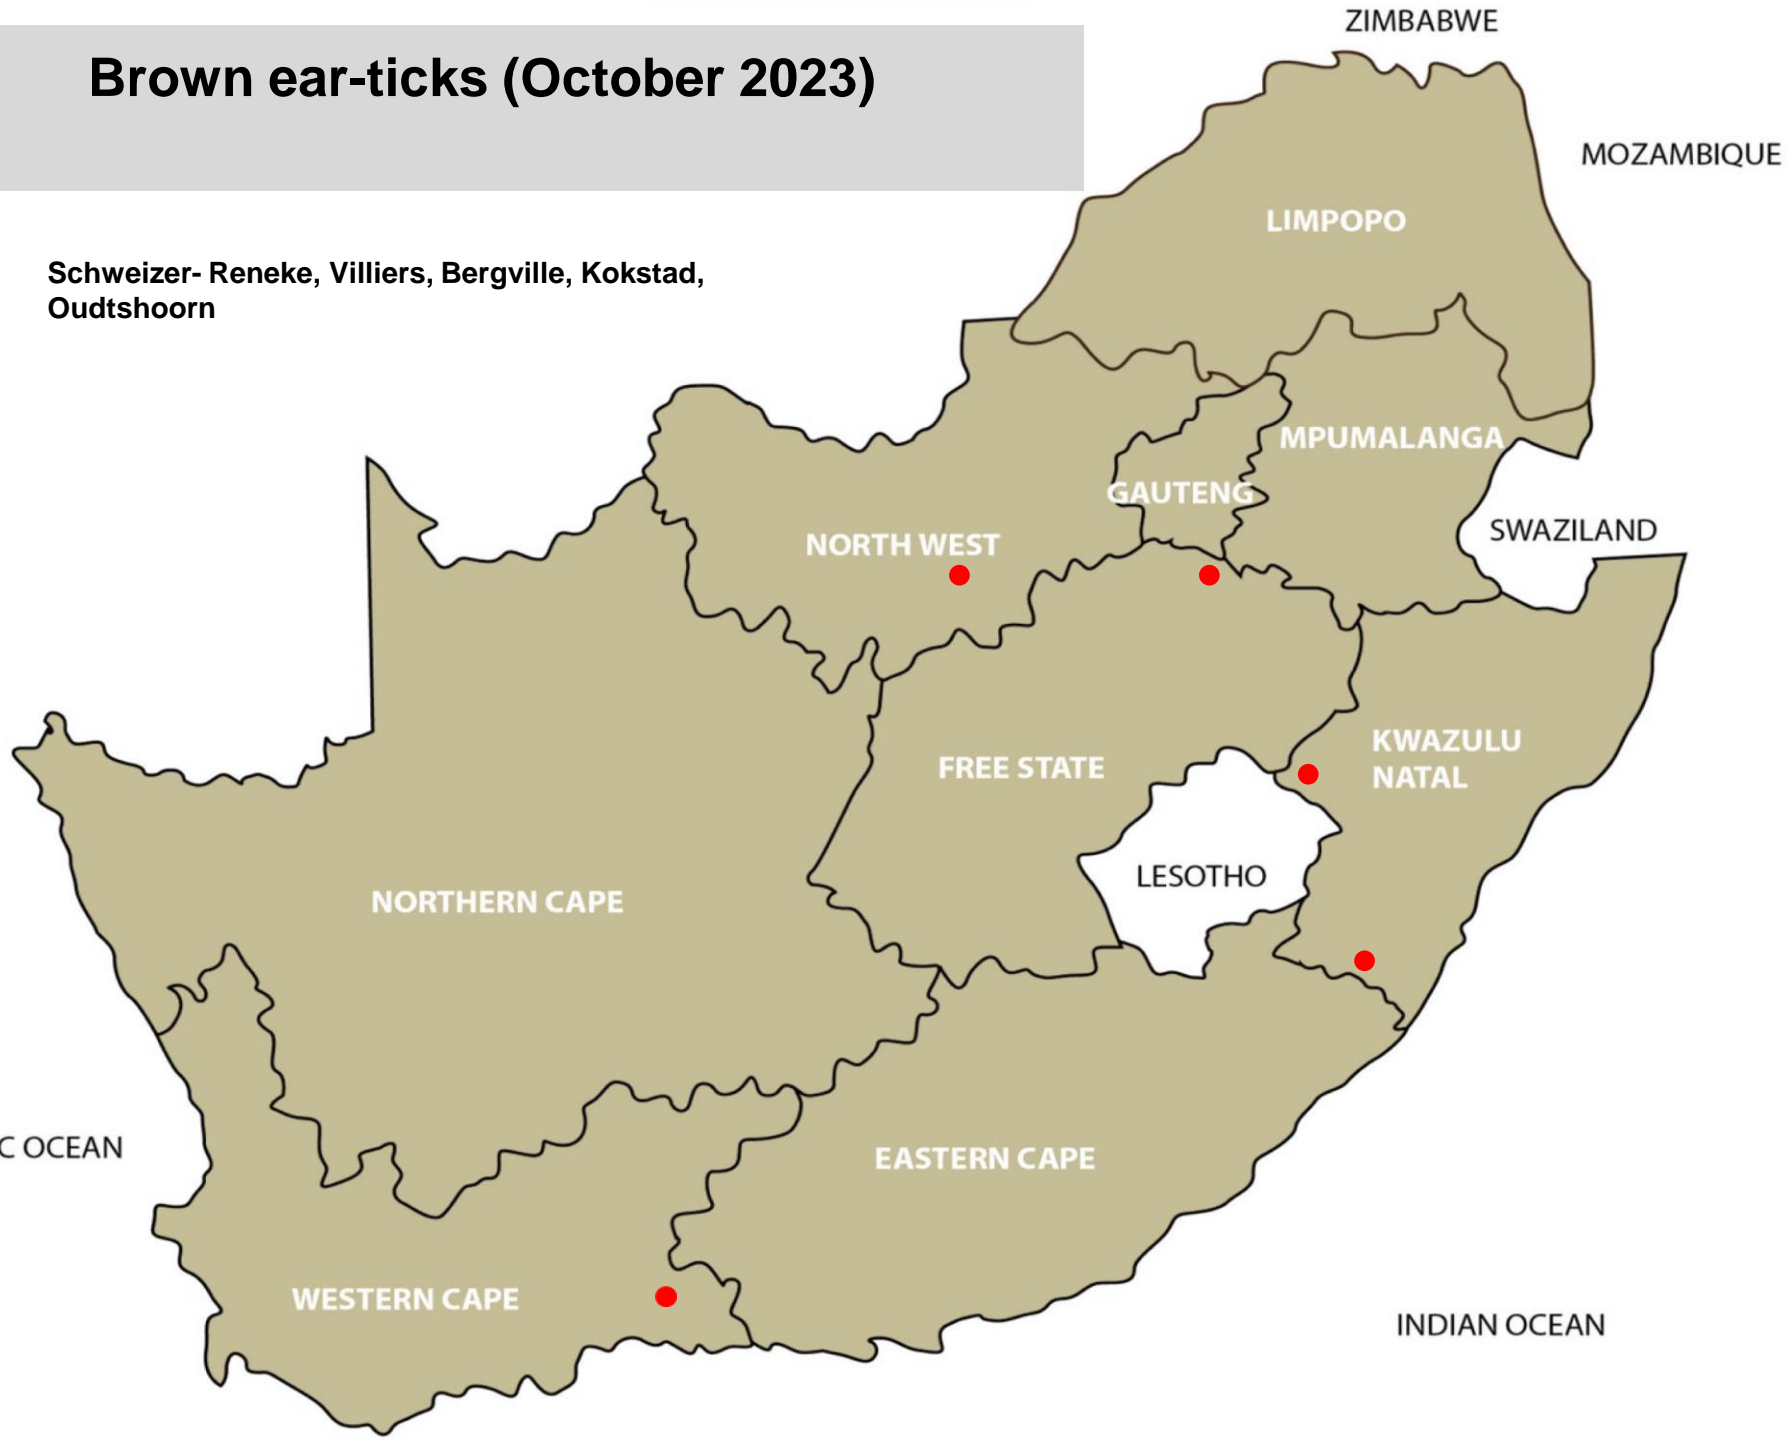 ZIMBABWE
Brown ear-ticks (October 2023)
MOZAMBIQUE
LIMPOPO
Schweizer- Reneke, Villiers, Bergville, Kokstad,
Oudtshoorn
MPUMALANGA
GAUTENG
SWAZILAND
NORTH WEST
KWAZULU
NATAL
FREE STATE
LESOTHO
NORTHERN CAPE
C OCEAN
EASTERN CAPE
WESTERN CAPE
INDIAN OCEAN